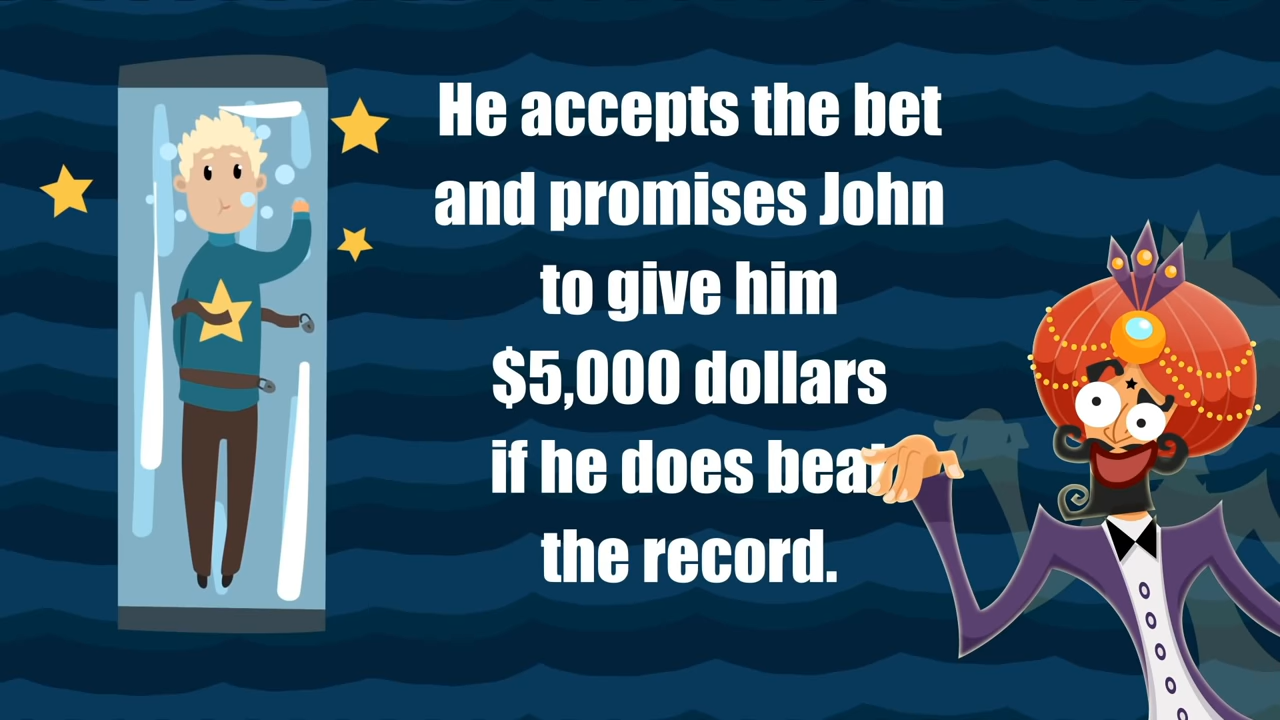 He accepts the bet
and promises John
to give him
$5,000 dollars
if he does beat
the record.